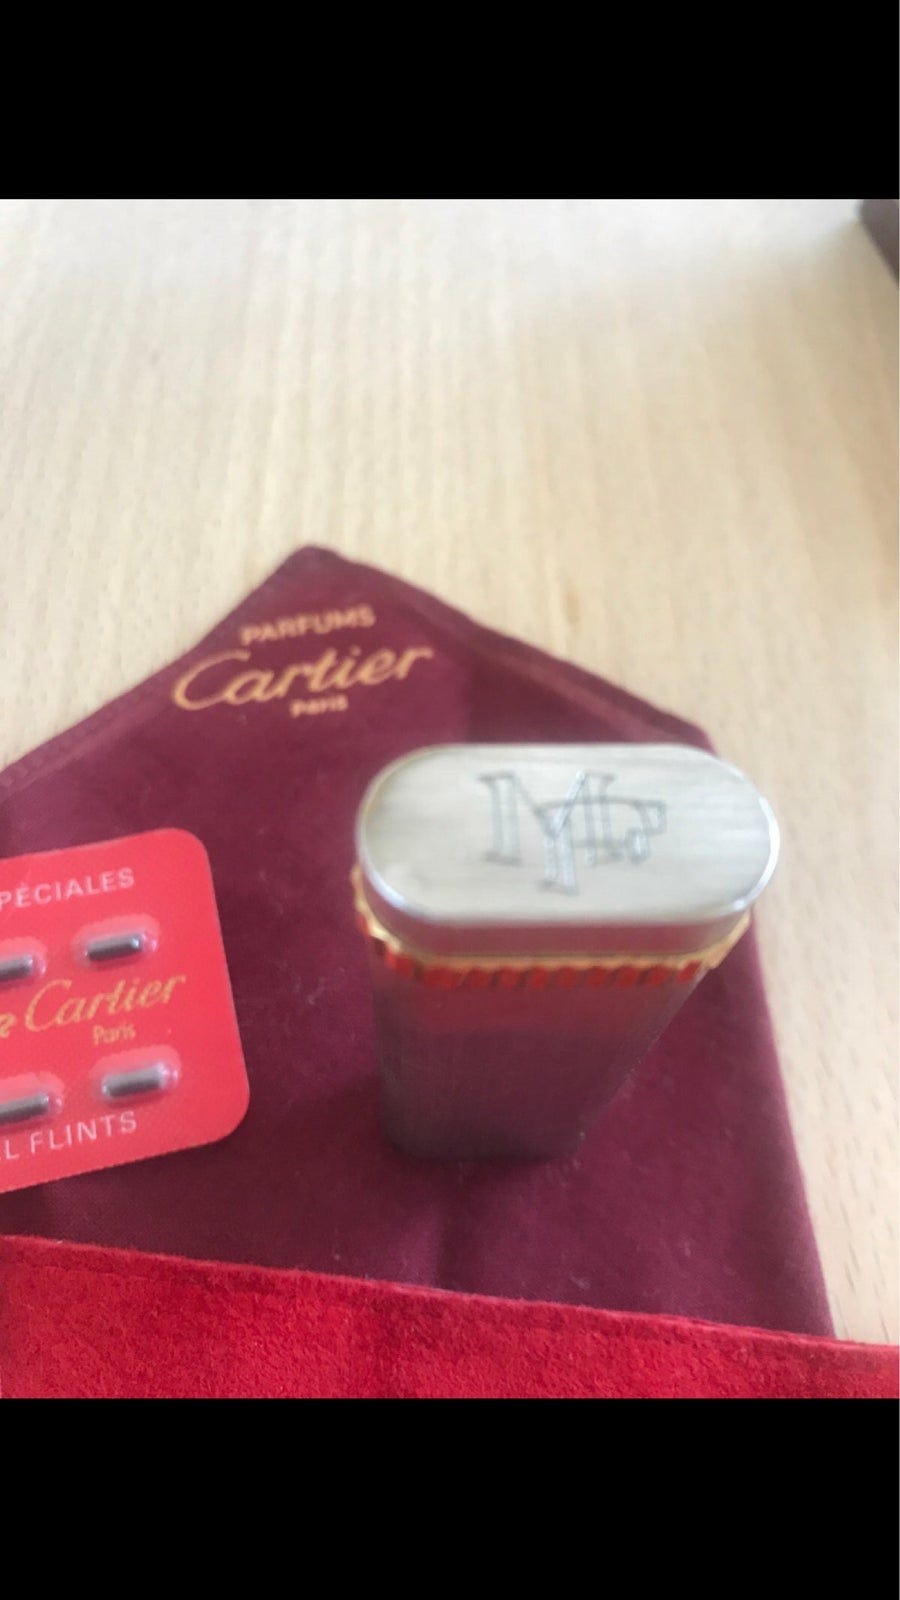 PARFUMS
Cartier
Paris
PÉCIALES
Cartier
Paris
L FLINTS